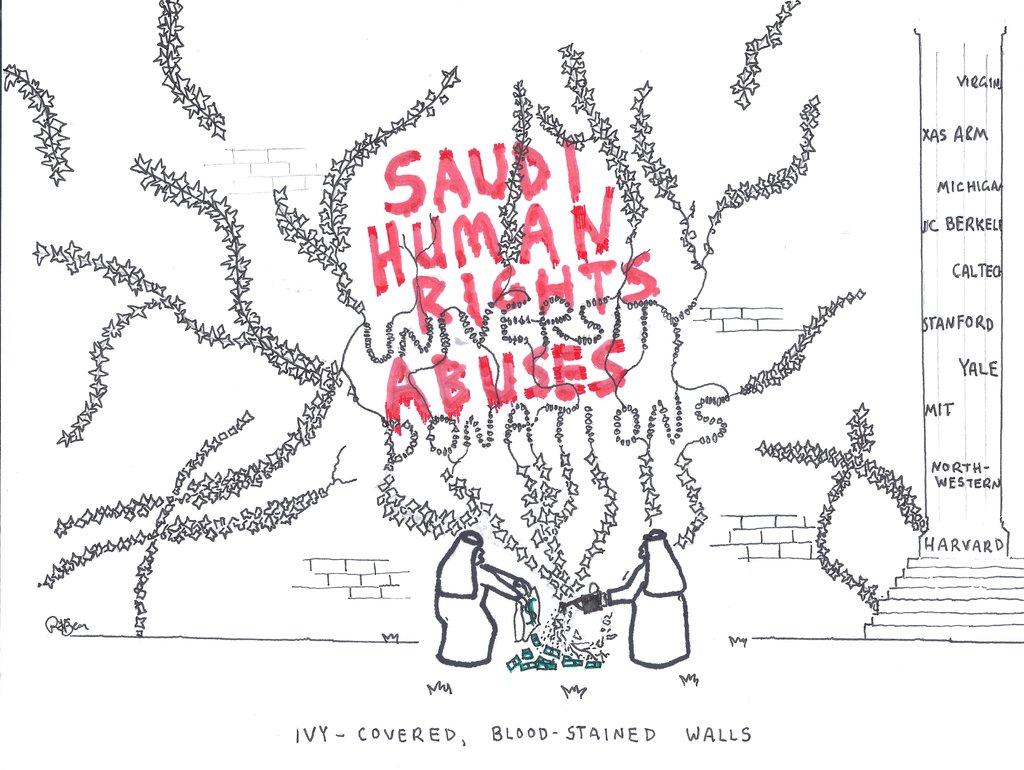 SAUDI
HUMAN
RIGHTS
ABUSES
VIRGIN
XAS ARM
MICHIGA
UC BERKEL
CALTEC
STANFORD
YALE
MIT
NORTH-
WESTERN
HARVARD
IVY-COVERED, BLOOD-STAINED WALLS